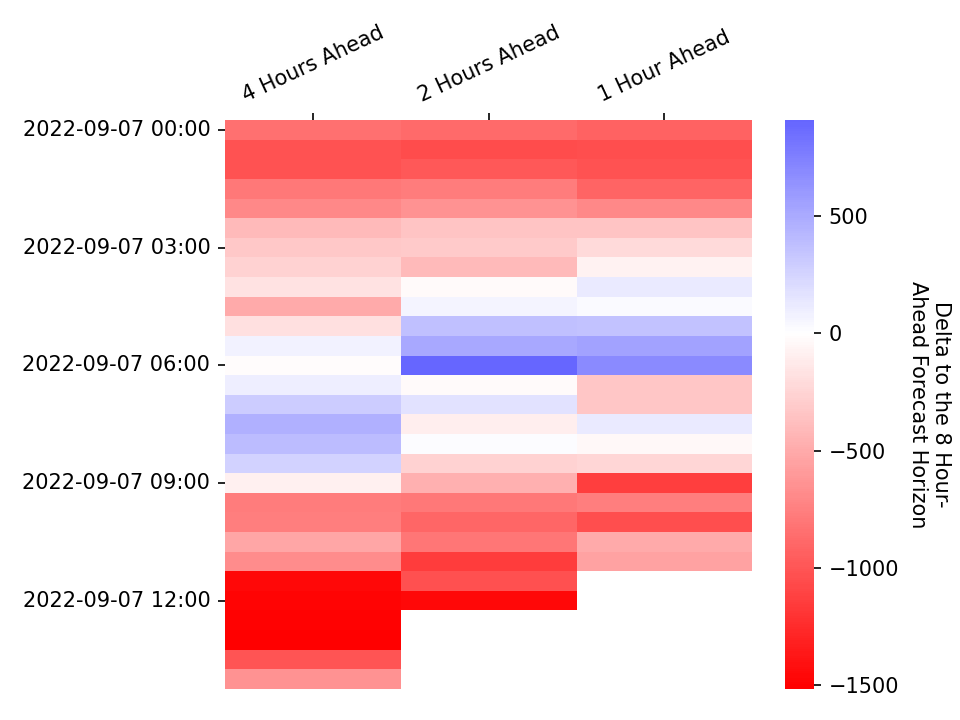 4 Hours Ahead
2 Hours Ahead
1 Hour Ahead
2022-09-07 00:00
2022-09-07 03:00
2022-09-07 06:00
2022-09-07 09:00
2022-09-07 12:00
500
0
−500
−1000
−1500
Delta to the 8 Hour-
Ahead Forecast Horizon